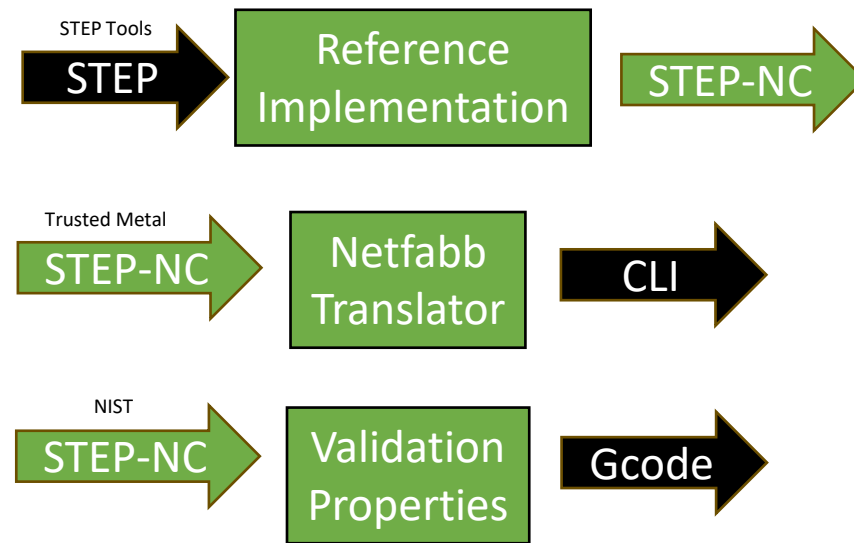 STEP Tools
STEP
Reference
Implementation
STEP-NC
Trusted Metal
STEP-NC
Netfabb
Translator
CLI
NIST
STEP-NC
Validation
Properties
Gcode